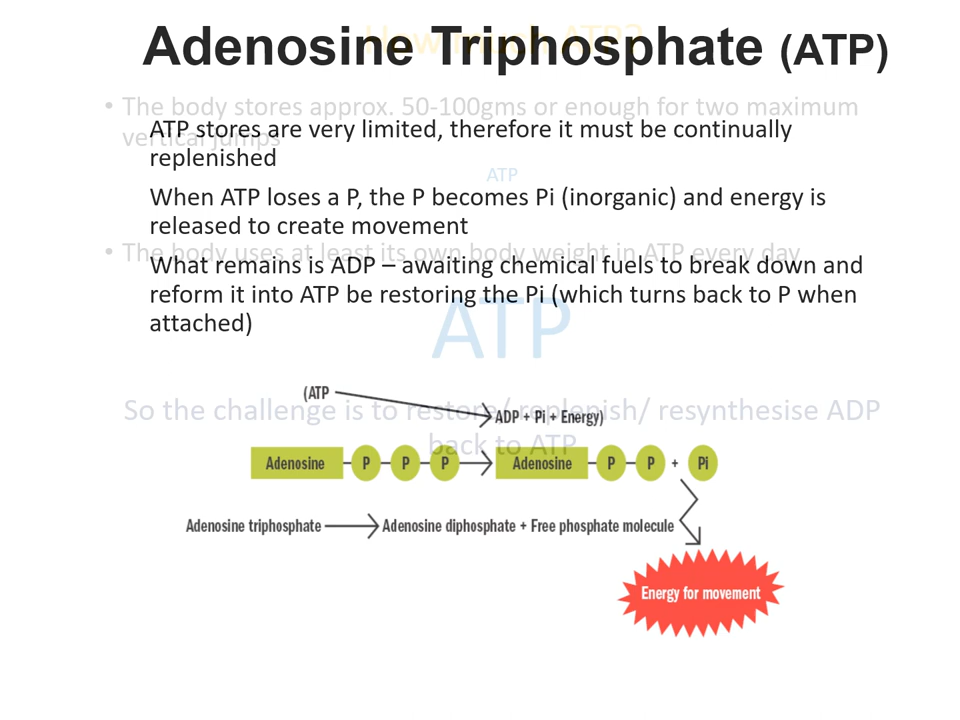 Adenosine Triphosphate (ATP)
How much ATP?
• The body stores approx. 50-100gms or enough for two maximum
vertical jumps
ATP stores are very limited, therefore it must be continually
replenished
ATP
When ATP loses a P, the P becomes Pi (inorganic) and energy is
released to create movement
• The body uses at least its own body weight in ATP every day
What remains is ADP – awaiting chemical fuels to break down and
reform it into ATP be restoring the Pi (which turns back to P when
attached)
ATP
(ATP
ADP + Pi + Energy)
So the challenge is to restore/ replenish/ resynthesise ADP
back to ATP
Adenosine P P P Adenosine P P + Pi
Adenosine triphosphate Adenosine diphosphate + Free phosphate molecule
Energy for movement